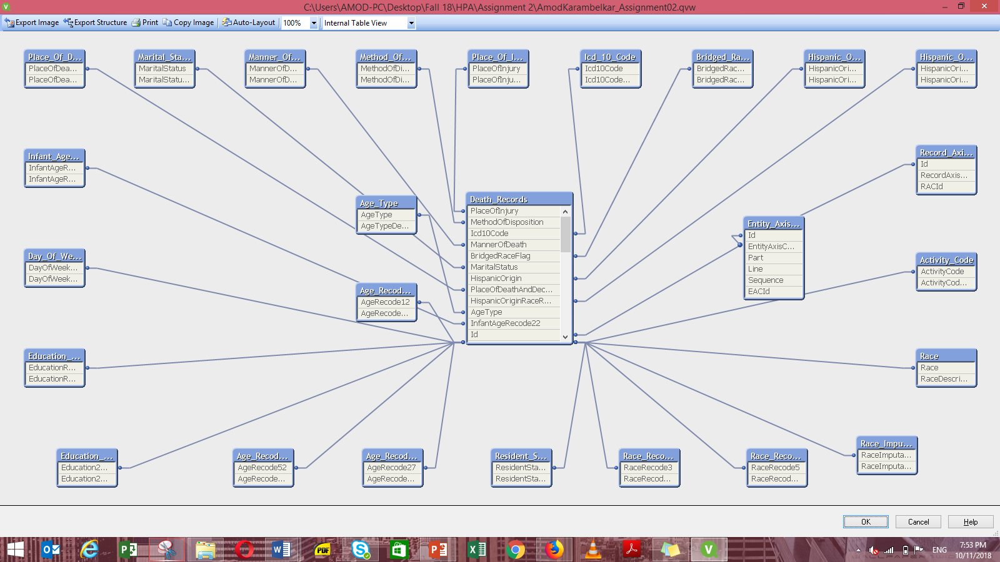 C:\Users\AMOD-PC\Desktop\Fall 18\HPA\Assignment 2\AmodKarambelkar_Assignment02.qvw
Export Image Export Structure Print Copy Image Auto-Layout 100% Internal Table View
Place_Of_D...
PlaceOfDea...
PlaceOfDea...
Marital_Sta...
MaritalStatus
MaritalStatu...
Manner_Of...
MannerOfD...
MannerOfD...
Method_Of...
MethodOfDi...
MethodOfDi...
Place_Of_I...
PlaceOfInjury
PlaceOfInju...
Icd_10_Code
Icd10Code
Icd10Code...
Bridged_Ra...
BridgedRac...
BridgedRac...
Hispanic_O...
HispanicOri...
HispanicOri...
Hispanic_O...
HispanicOri...
HispanicOri...
Infant_Age...
InfantAgeR...
InfantAgeR...
Age_Type
AgeType
AgeTypeDe...
Death_Records
PlaceOfInjury
MethodOfDisposition
Icd10Code
MannerOfDeath
BridgedRaceFlag
MaritalStatus
HispanicOrigin
PlaceOfDeathAndDec...
HispanicOriginRaceR...
AgeType
InfantAgeRecode22
Id
Record_Axi...
Id
RecordAxis...
RACId
Entity_Axis...
Id
EntityAxisC...
Part
Line
Sequence
EACId
Day_Of_We...
DayOfWeek...
DayOfWeek...
Age_Recod...
AgeRecode12
AgeRecode...
Activity_Code
ActivityCode
ActivityCod...
Education_...
EducationR...
EducationR...
Race
Race
RaceDescri...
Education_...
Education2...
Education2...
Age_Recod...
AgeRecode52
AgeRecode...
Age_Recod...
AgeRecode27
AgeRecode...
Resident_S...
ResidentSta...
ResidentSta...
Race_Reco...
RaceRecode3
RaceRecod...
Race_Reco...
RaceRecode5
RaceRecod...
Race_Impu...
RaceImputa...
RaceImputa...
OK Cancel Help
ENG
7:53 PM
10/11/2018